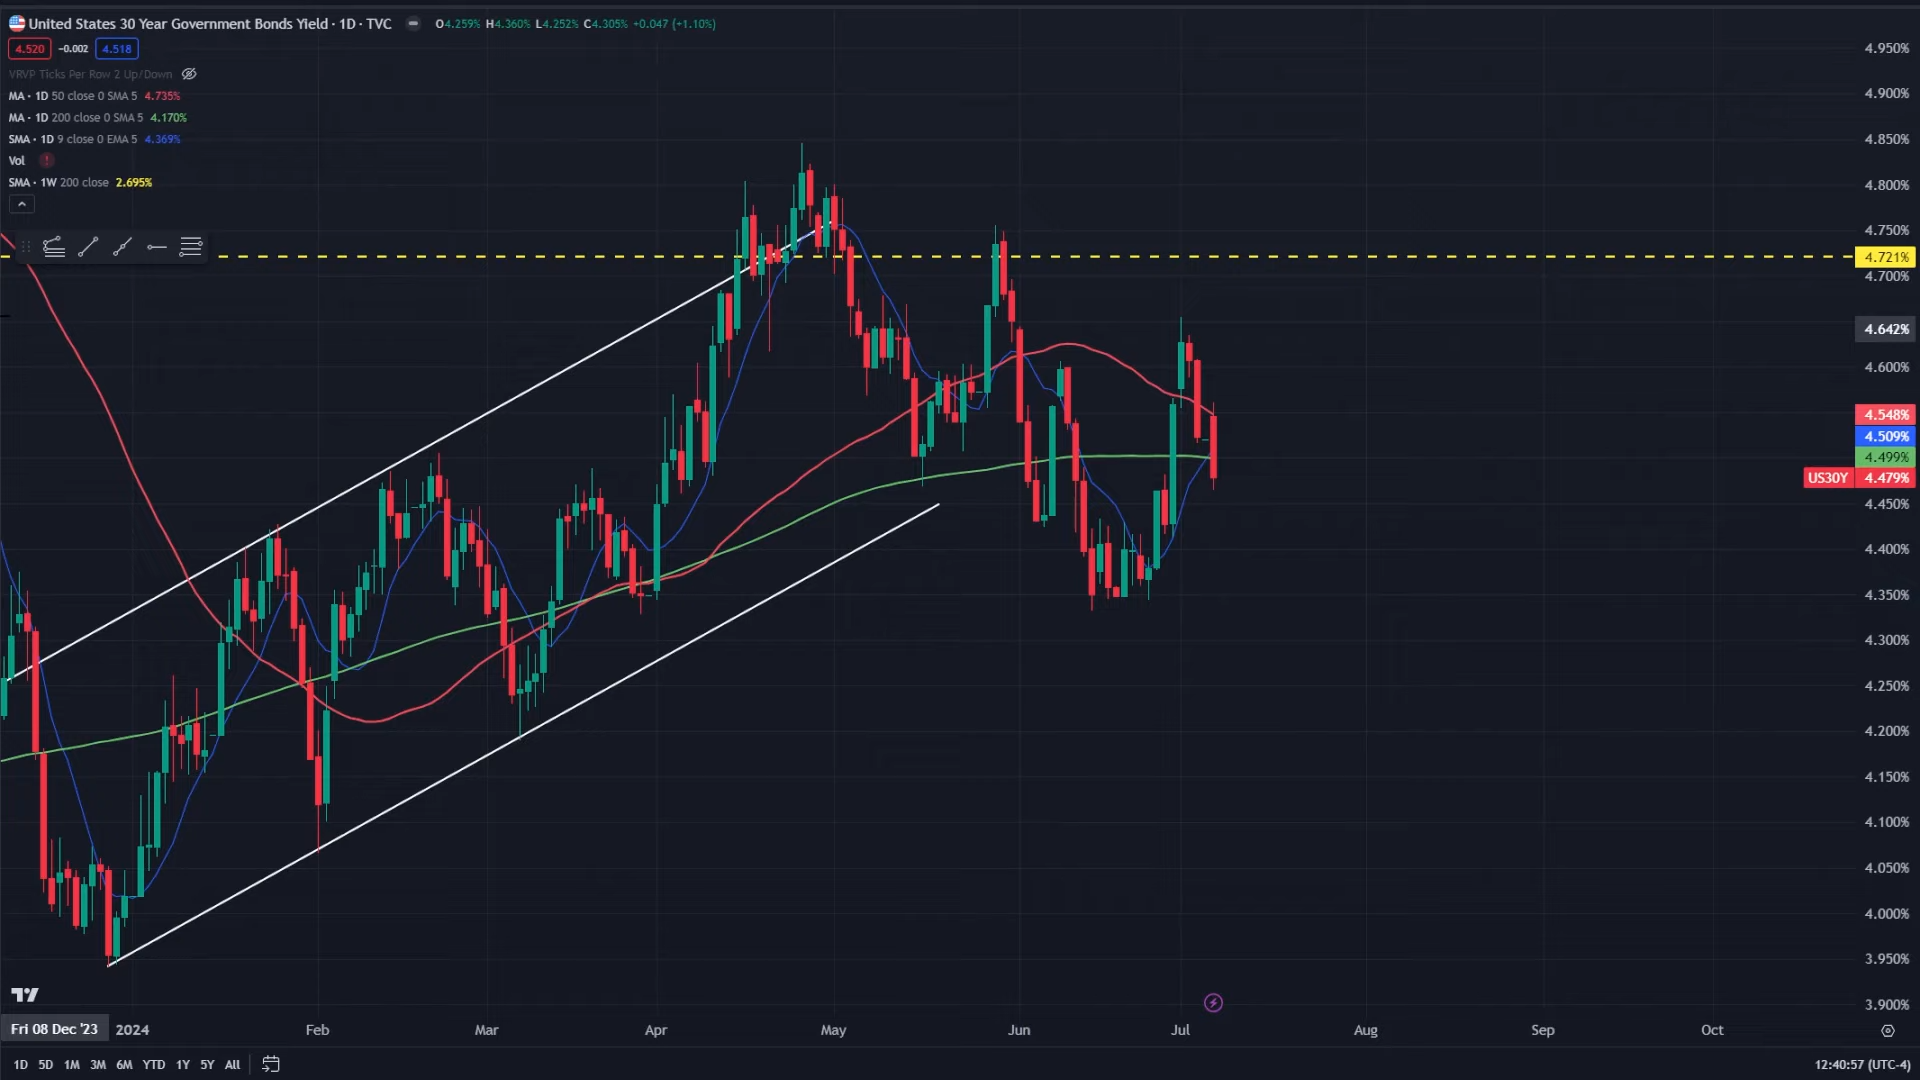 United States 30 Year Government Bonds Yield · 1D · TVC O4.259% H4.360% L4.252% C4.305% +0.047 (+1.10%)
4.520 −0.002 4.518
VRVP Ticks Per Row 2 Up/Down
MA · 1D 50 close 0 SMA 5 4.735%
MA · 1D 200 close 0 SMA 5 4.170%
SMA · 1D 9 close 0 EMA 5 4.369%
Vol
SMA · 1W 200 close 2.695%
4.950%
4.900%
4.850%
4.800%
4.750%
4.721%
4.700%
4.642%
4.600%
4.548%
4.509%
4.499%
US30Y 4.479%
4.450%
4.400%
4.350%
4.300%
4.250%
4.200%
4.150%
4.100%
4.050%
4.000%
3.950%
3.900%
Fri 08 Dec '23 2024 Feb Mar Apr May Jun Jul Aug Sep Oct
1D 5D 1M 3M 6M YTD 1Y 5Y All 12:40:57 (UTC-4)